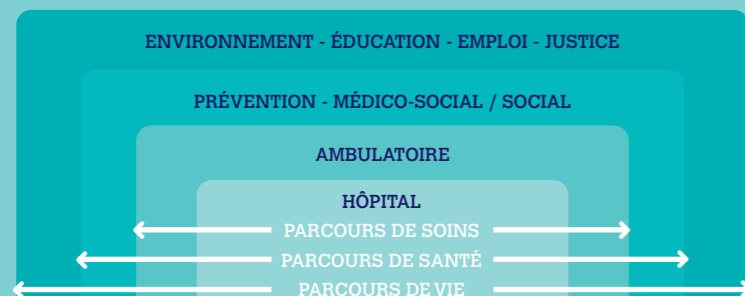 ENVIRONNEMENT - ÉDUCATION - EMPLOI - JUSTICE
PRÉVENTION - MÉDICO-SOCIAL / SOCIAL
AMBULATOIRE
HÔPITAL
PARCOURS DE SOINS
PARCOURS DE SANTÉ
PARCOURS DE VIE